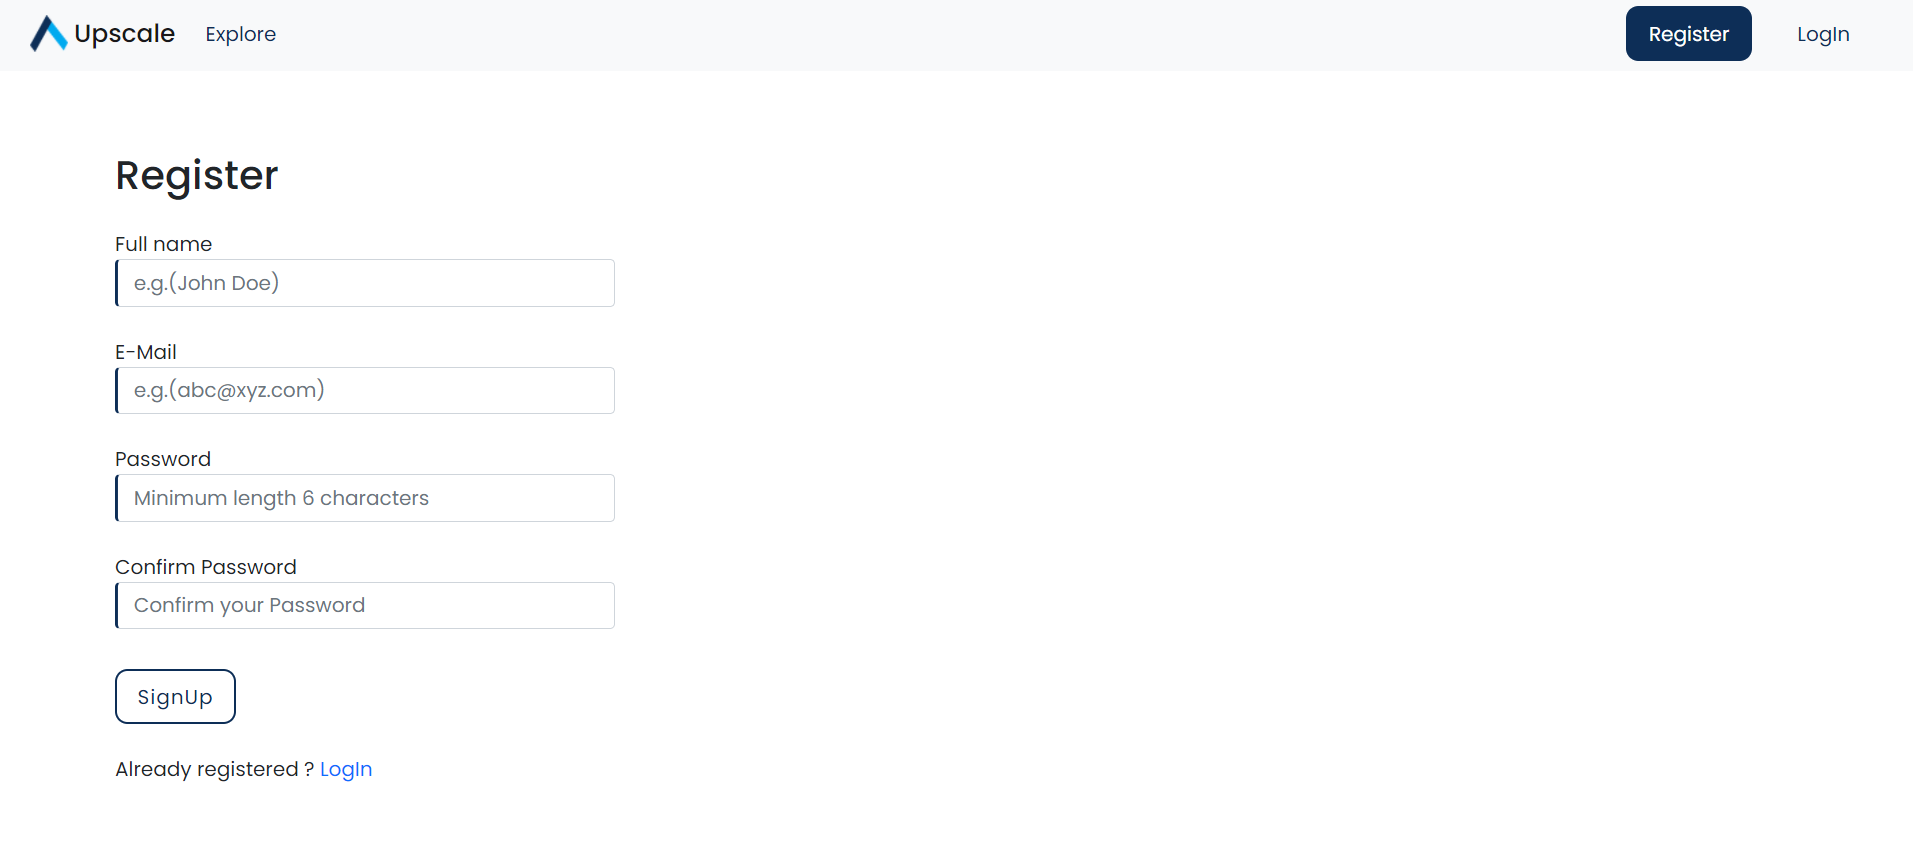 Upscale Explore Register LogIn
Register
Full name
e.g.(John Doe)
E-Mail
e.g.(abc@xyz.com)
Password
Minimum length 6 characters
Confirm Password
Confirm your Password
SignUp
Already registered ? LogIn